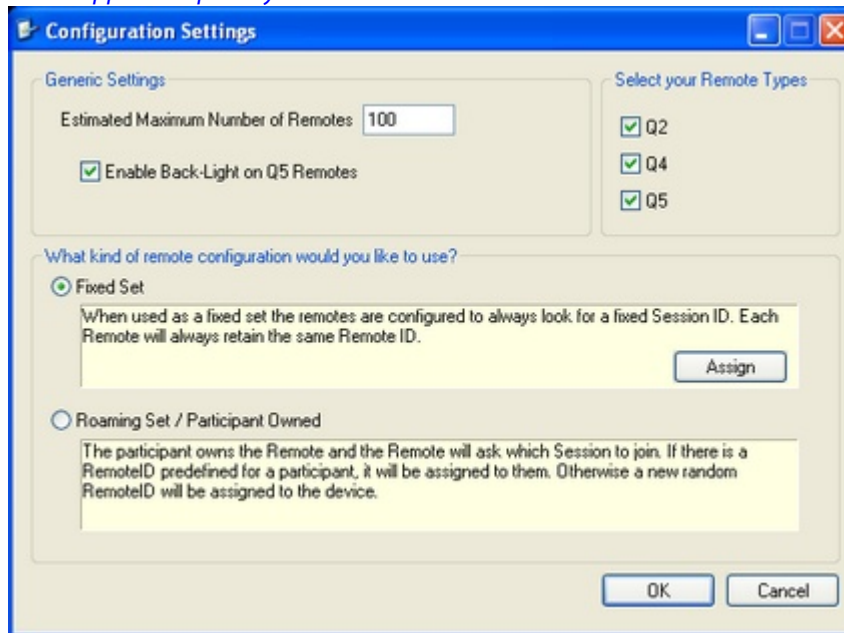 Configuration Settings
Generic Settings
Select your Remote Types
Estimated Maximum Number of Remotes 100
Q2
Enable Back-Light on Q5 Remotes
Q4
Q5
What kind of remote configuration would you like to use?
Fixed Set
When used as a fixed set the remotes are configured to always look for a fixed Session ID. Each
Remote will always retain the same Remote ID.
Assign
Roaming Set / Participant Owned
The participant owns the Remote and the Remote will ask which Session to join. If there is a
RemoteID predefined for a participant, it will be assigned to them. Otherwise a new random
RemoteID will be assigned to the device.
OK
Cancel